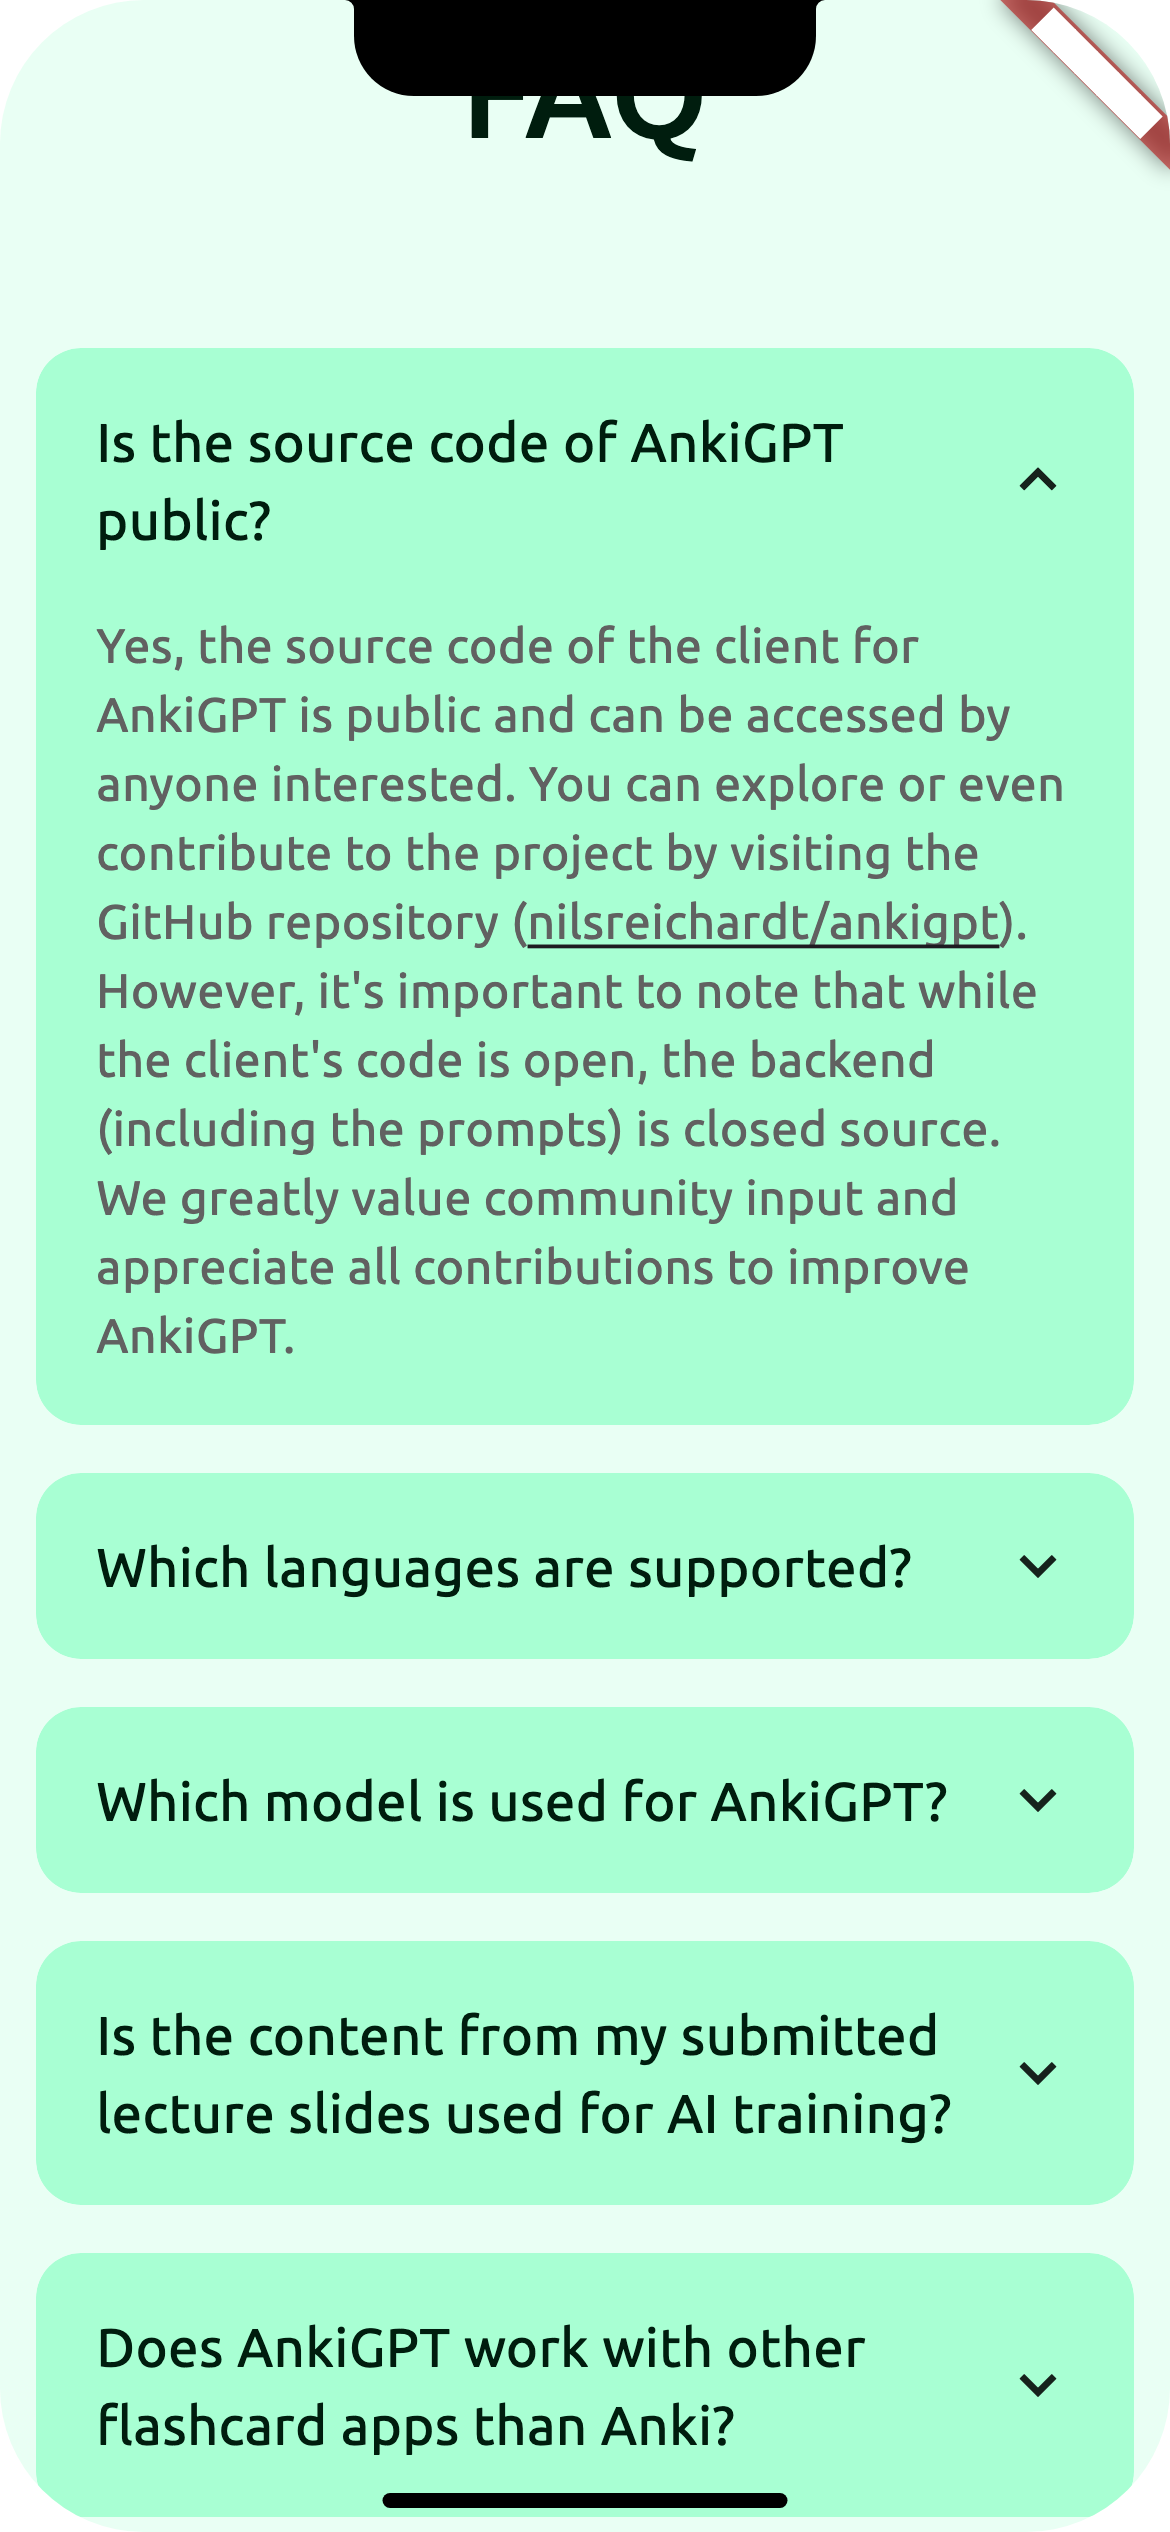 FAQ
Is the source code of AnkiGPT
public?
Yes, the source code of the client for
AnkiGPT is public and can be accessed by
anyone interested. You can explore or even
contribute to the project by visiting the
GitHub repository (nilsreichardt/ankigpt).
However, it's important to note that while
the client's code is open, the backend
(including the prompts) is closed source.
We greatly value community input and
appreciate all contributions to improve
AnkiGPT.
Which languages are supported?
Which model is used for AnkiGPT?
Is the content from my submitted
lecture slides used for AI training?
Does AnkiGPT work with other
flashcard apps than Anki?